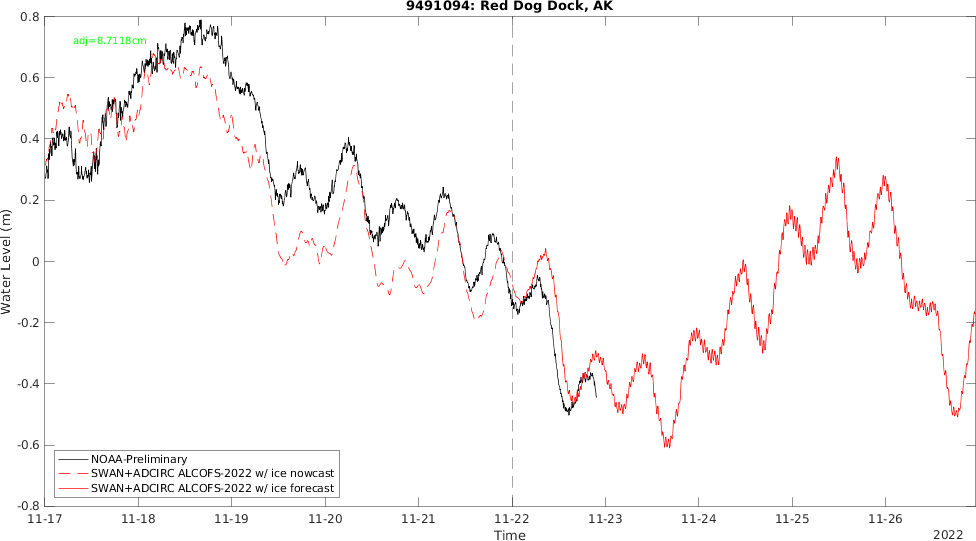 9491094: Red Dog Dock, AK
adj=8.7118cm
Water Level (m)
0.8
0.6
0.4
0.2
0
-0.2
-0.4
-0.6
-0.8
NOAA-Preliminary
SWAN+ADCIRC ALCOFS-2022 w/ ice nowcast
SWAN+ADCIRC ALCOFS-2022 w/ ice forecast
11-17 11-18 11-19 11-20 11-21 11-22 11-23 11-24 11-25 11-26
Time
2022